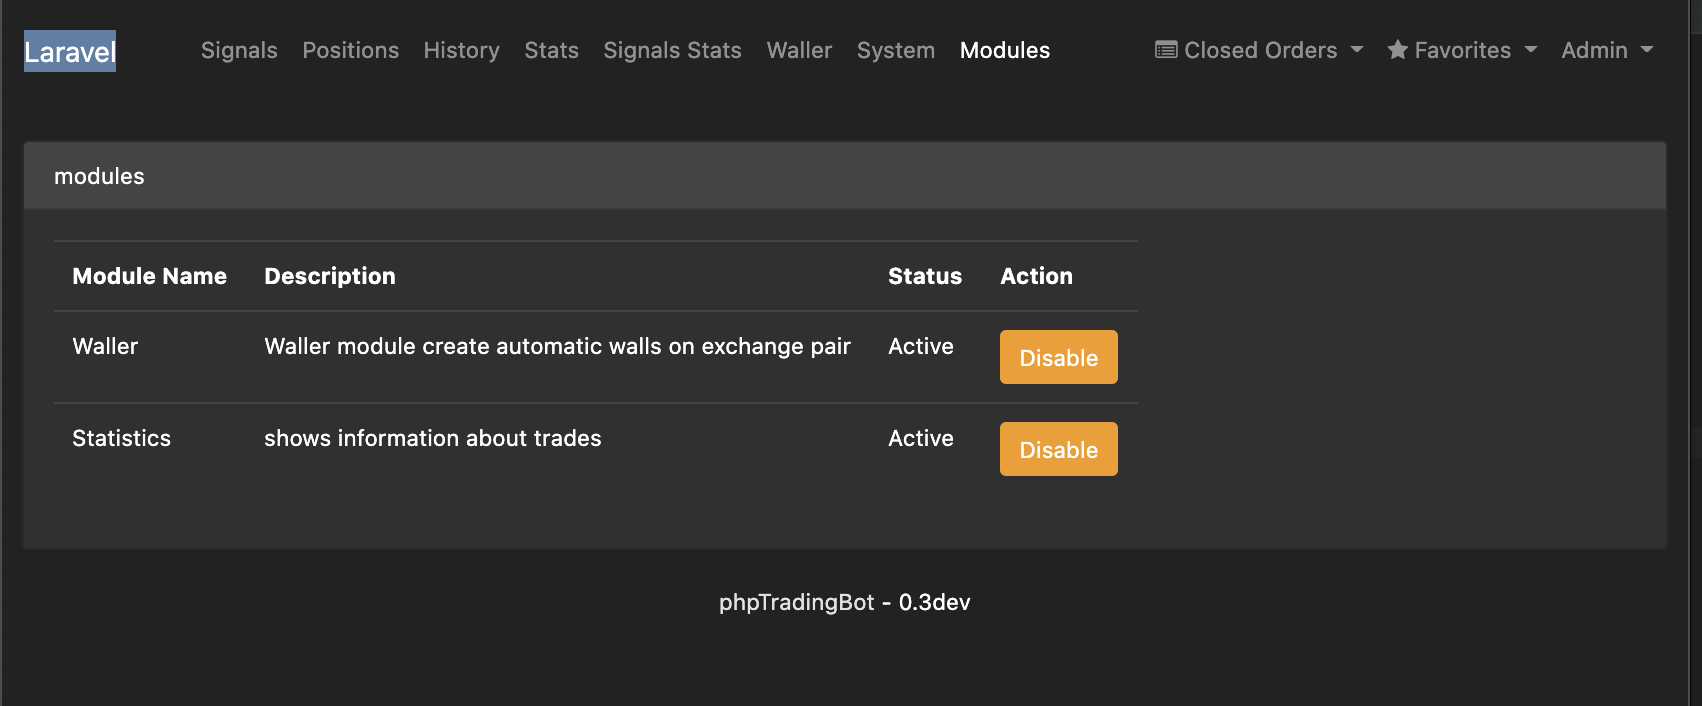 Laravel Signals Positions History Stats Signals Stats Waller System Modules Closed Orders Favorites Admin
modules
Module Name Description Status Action
Waller Waller module create automatic walls on exchange pair Active Disable
Statistics shows information about trades Active Disable
phpTradingBot - 0.3dev